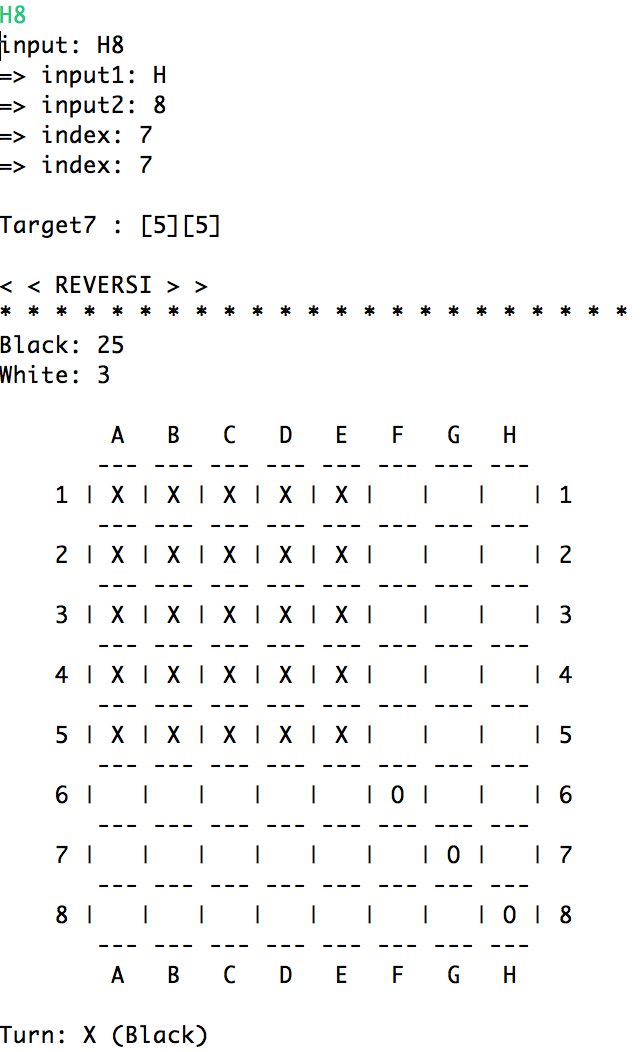 H8
input: H8
=> input1: H
=> input2: 8
=> index: 7
=> index: 7
Target7 : [5][5]
< < REVERSI > >
* * * * * * * * * * * * * * * * * * * * * * *
Black: 25
White: 3
A B C D E F G H
--- --- --- --- --- --- --- ---
1 | X | X | X | X | X |   |   |   | 1
--- --- --- --- --- --- --- ---
2 | X | X | X | X | X |   |   |   | 2
--- --- --- --- --- --- --- ---
3 | X | X | X | X | X |   |   |   | 3
--- --- --- --- --- --- --- ---
4 | X | X | X | X | X |   |   |   | 4
--- --- --- --- --- --- --- ---
5 | X | X | X | X | X |   |   |   | 5
--- --- --- --- --- --- --- ---
6 |   |   |   |   |   | O |   |   | 6
--- --- --- --- --- --- --- ---
7 |   |   |   |   |   |   | O |   | 7
--- --- --- --- --- --- --- ---
8 |   |   |   |   |   |   |   | O | 8
--- --- --- --- --- --- --- ---
A B C D E F G H
Turn: X (Black)